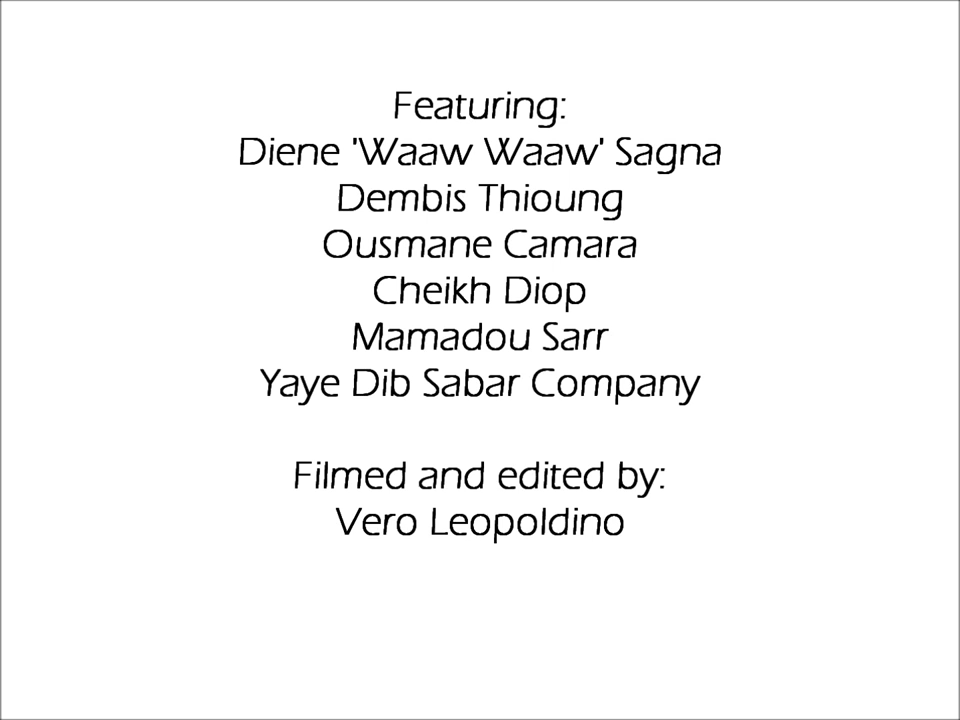 Featuring:
Diene 'Waaw Waaw' Sagna
Dembis Thioung
Ousmane Camara
Cheikh Diop
Mamadou Sarr
Yaye Dib Sabar Company
Filmed and edited by:
Vero Leopoldino